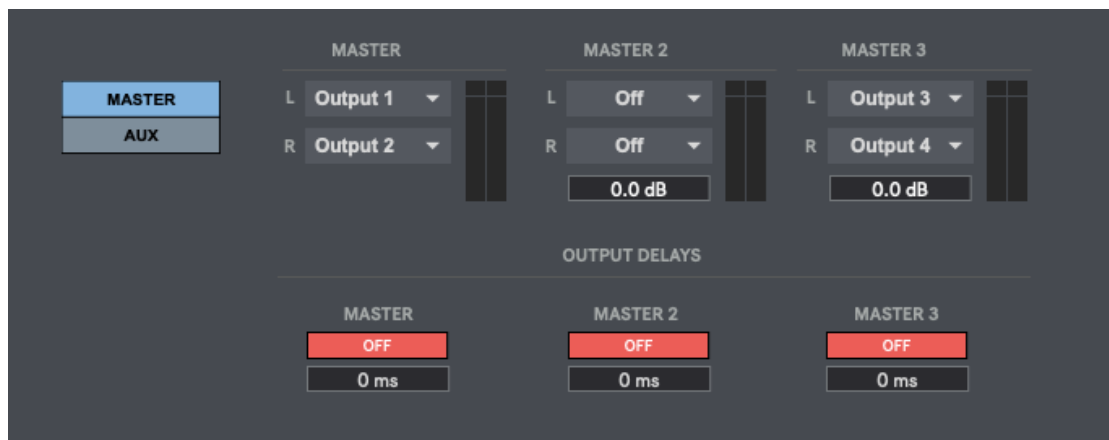 MASTER MASTER 2 MASTER 3
MASTER L Output 1 L Off L Output 3
AUX R Output 2 R Off R Output 4
0.0 dB 0.0 dB
OUTPUT DELAYS
MASTER MASTER 2 MASTER 3
OFF OFF OFF
0 ms 0 ms 0 ms